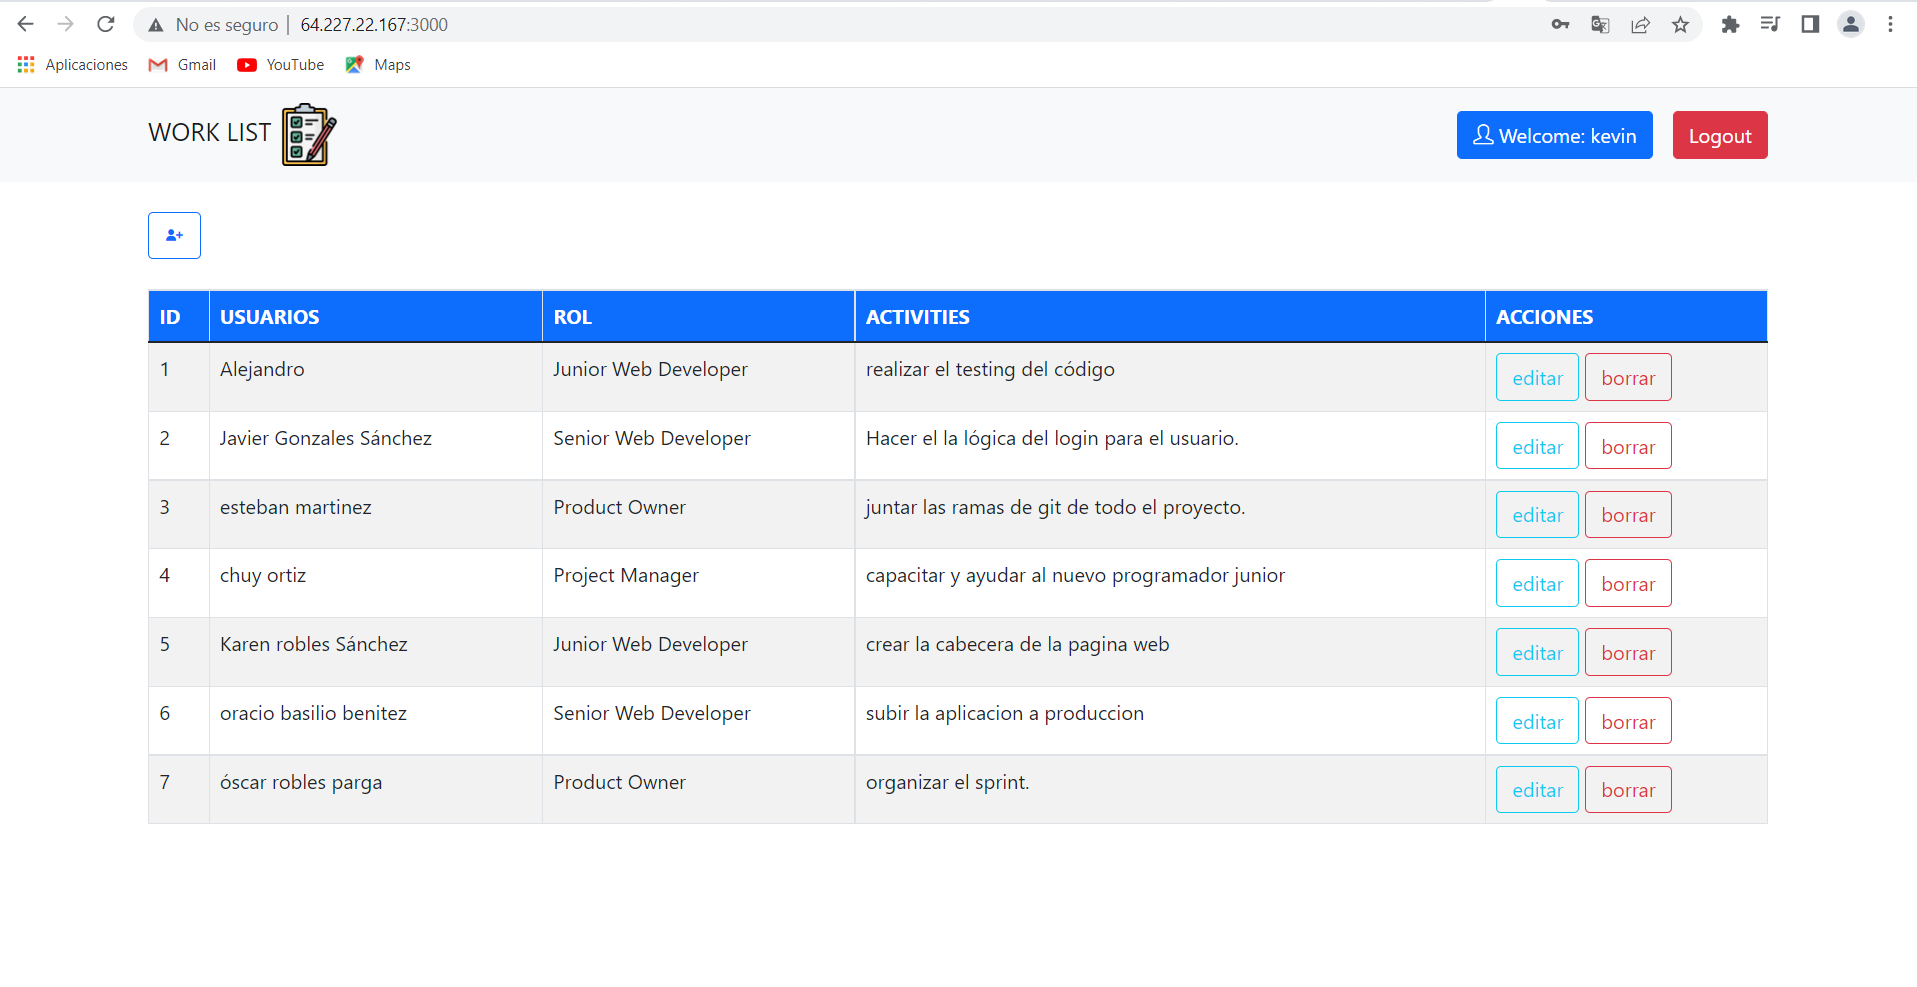 No es seguro | 64.227.22.167:3000
Aplicaciones Gmail YouTube Maps
WORK LIST Welcome: kevin Logout
ID USUARIOS ROL ACTIVITIES ACCIONES
1 Alejandro Junior Web Developer realizar el testing del código editar borrar
2 Javier Gonzales Sánchez Senior Web Developer Hacer el la lógica del login para el usuario. editar borrar
3 esteban martinez Product Owner juntar las ramas de git de todo el proyecto. editar borrar
4 chuy ortiz Project Manager capacitar y ayudar al nuevo programador junior editar borrar
5 Karen robles Sánchez Junior Web Developer crear la cabecera de la pagina web editar borrar
6 oracio basilio benitez Senior Web Developer subir la aplicacion a produccion editar borrar
7 óscar robles parga Product Owner organizar el sprint. editar borrar